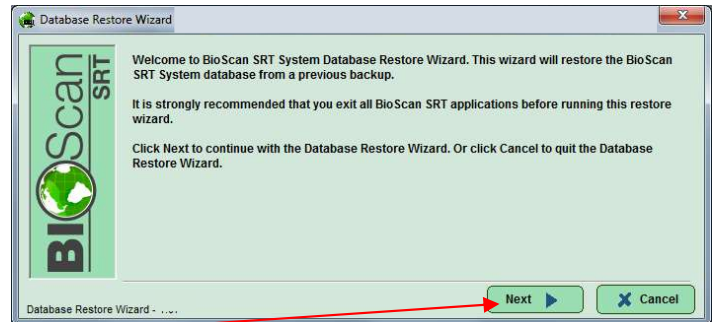 Database Restore Wizard
BIOScan
SRT
Welcome to BioScan SRT System Database Restore Wizard. This wizard will restore the BioScan
SRT System database from a previous backup.
It is strongly recommended that you exit all BioScan SRT applications before running this restore
wizard.
Click Next to continue with the Database Restore Wizard. Or click Cancel to quit the Database
Restore Wizard.
Next
Cancel
Database Restore Wizard -